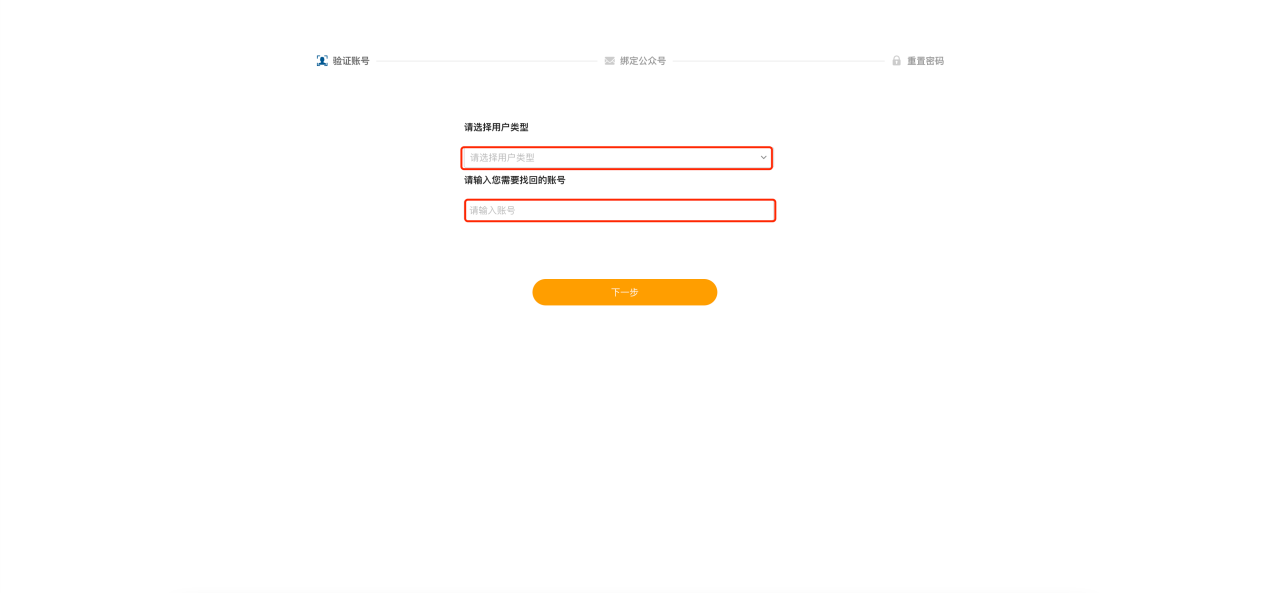 验证账号
绑定公众号
重置密码
请选择用户类型
请选择用户类型
请输入您需要找回的账号
请输入账号
下一步